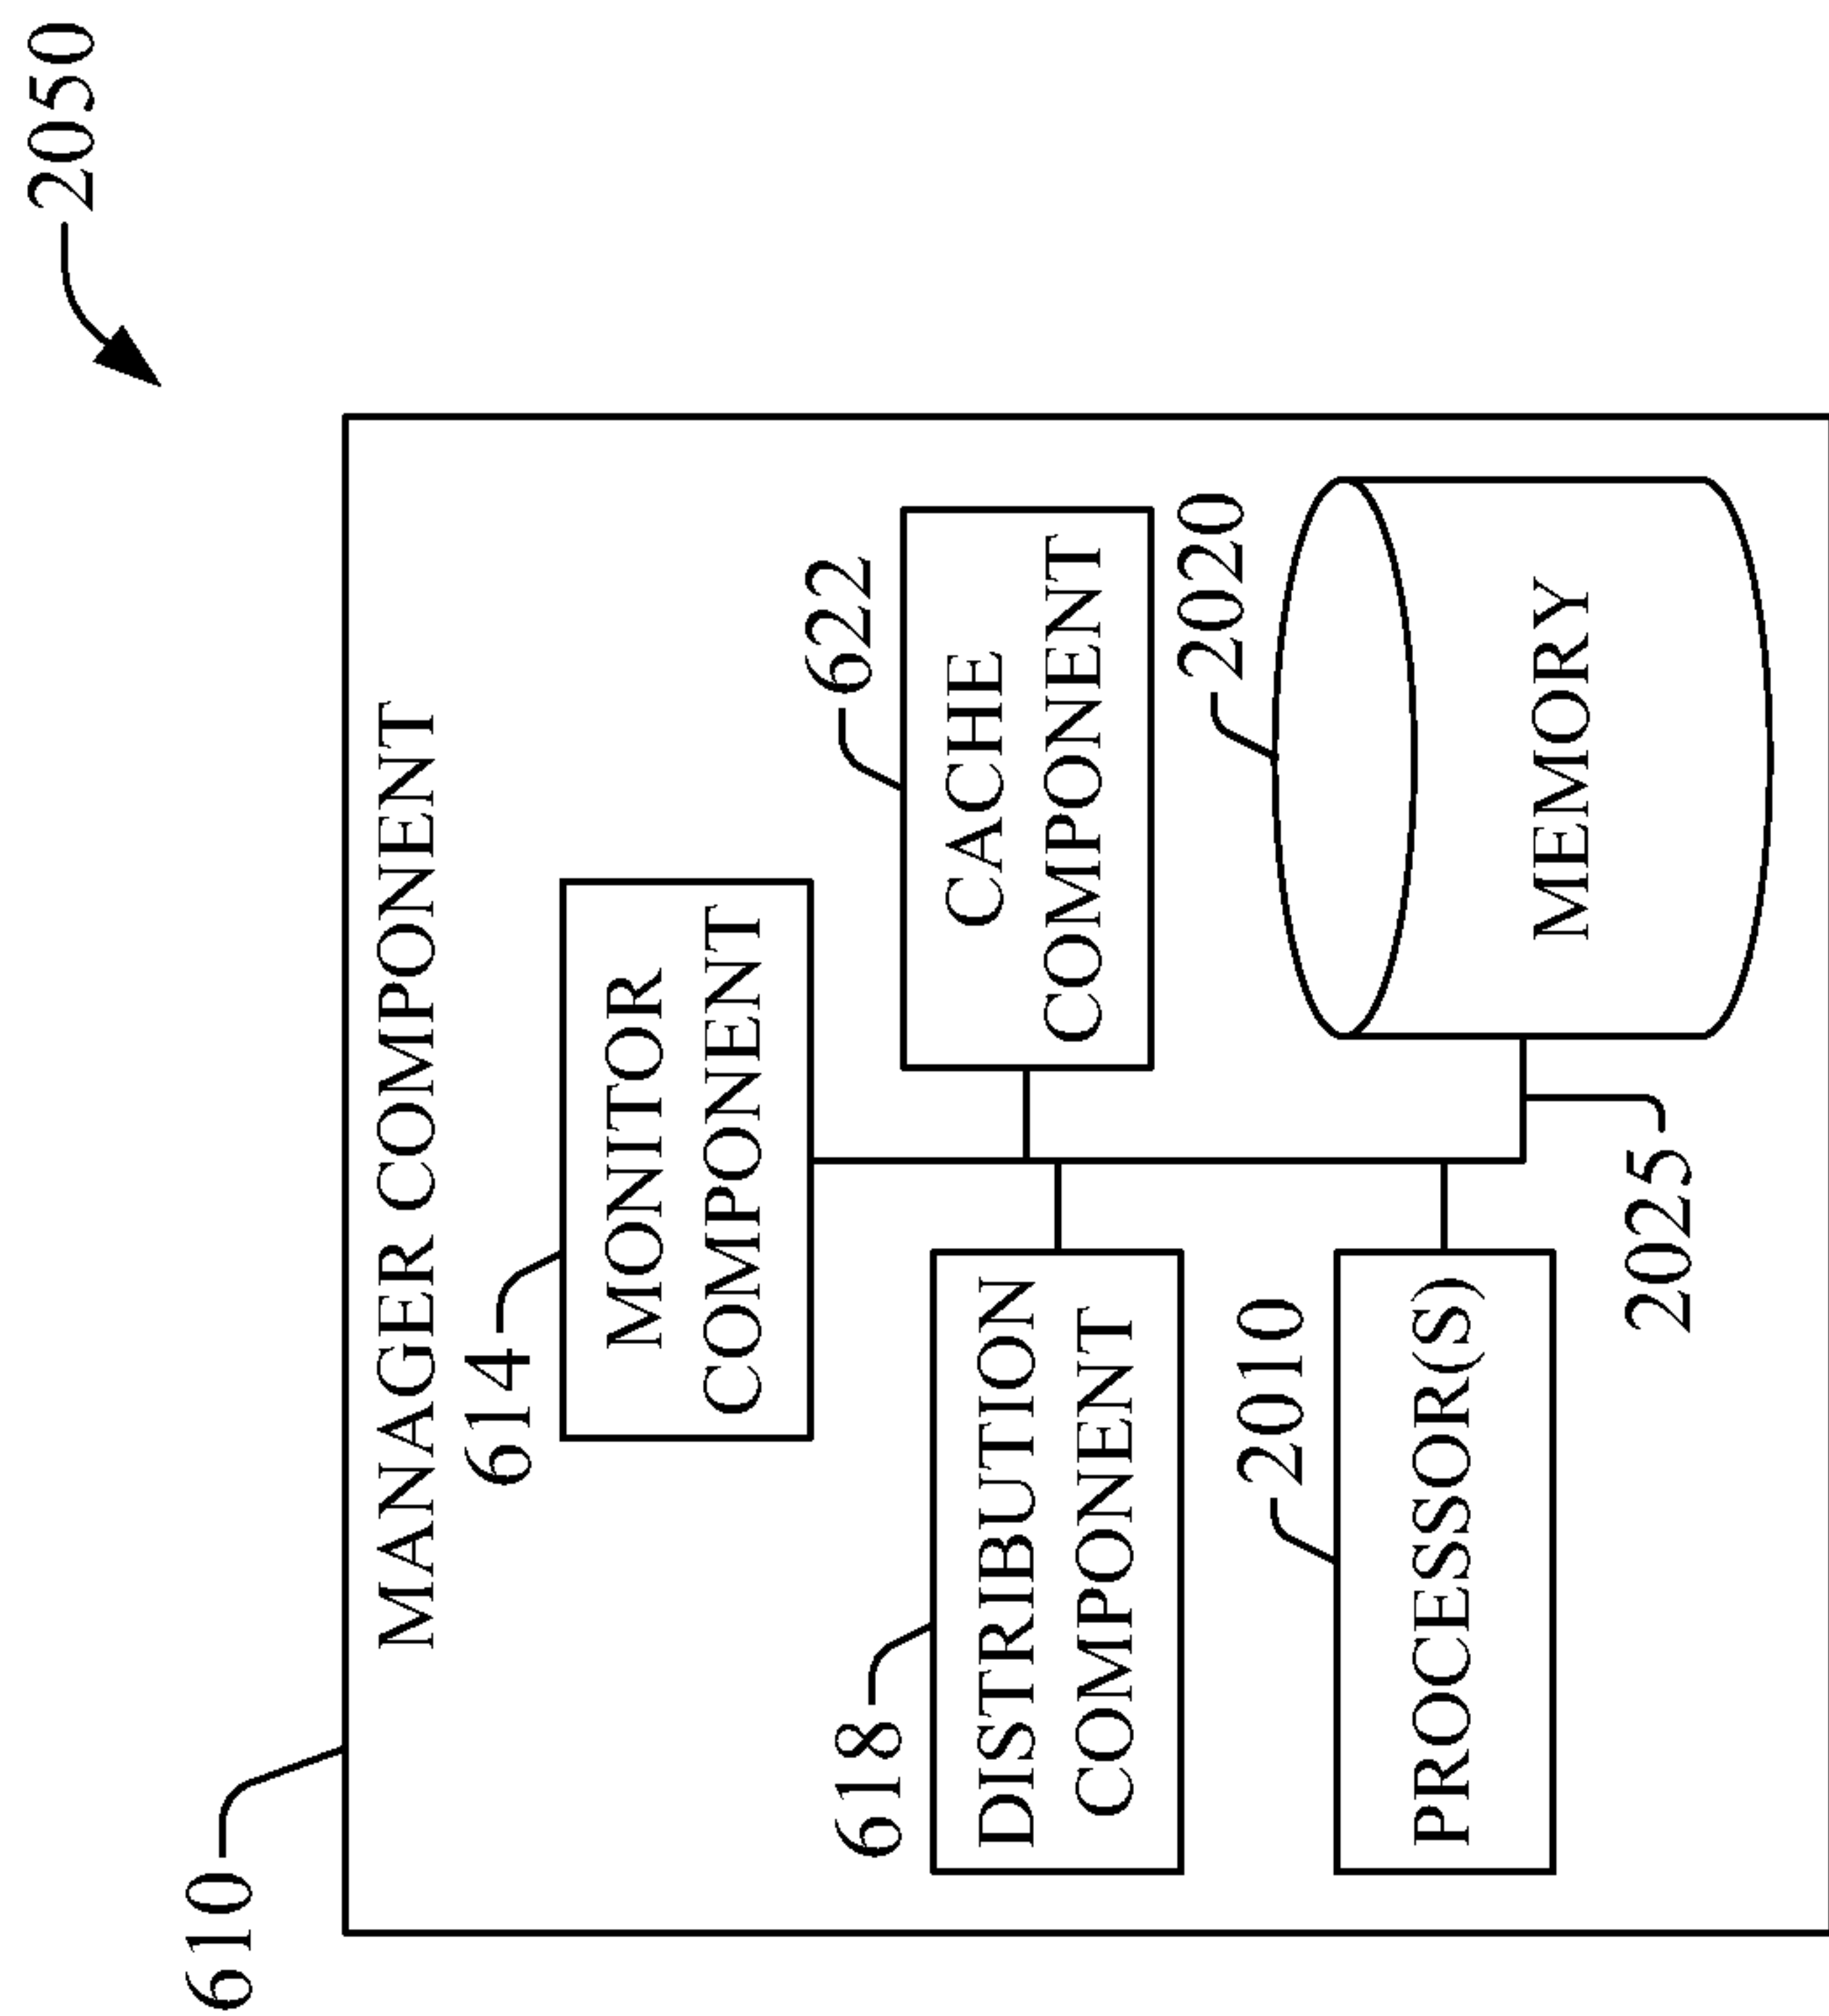 2050
610
MANAGER COMPONENT
614
MONITOR
COMPONENT
618
DISTRIBUTION
COMPONENT
622
CACHE
COMPONENT
2010
PROCESSOR(S)
2020
MEMORY
2025